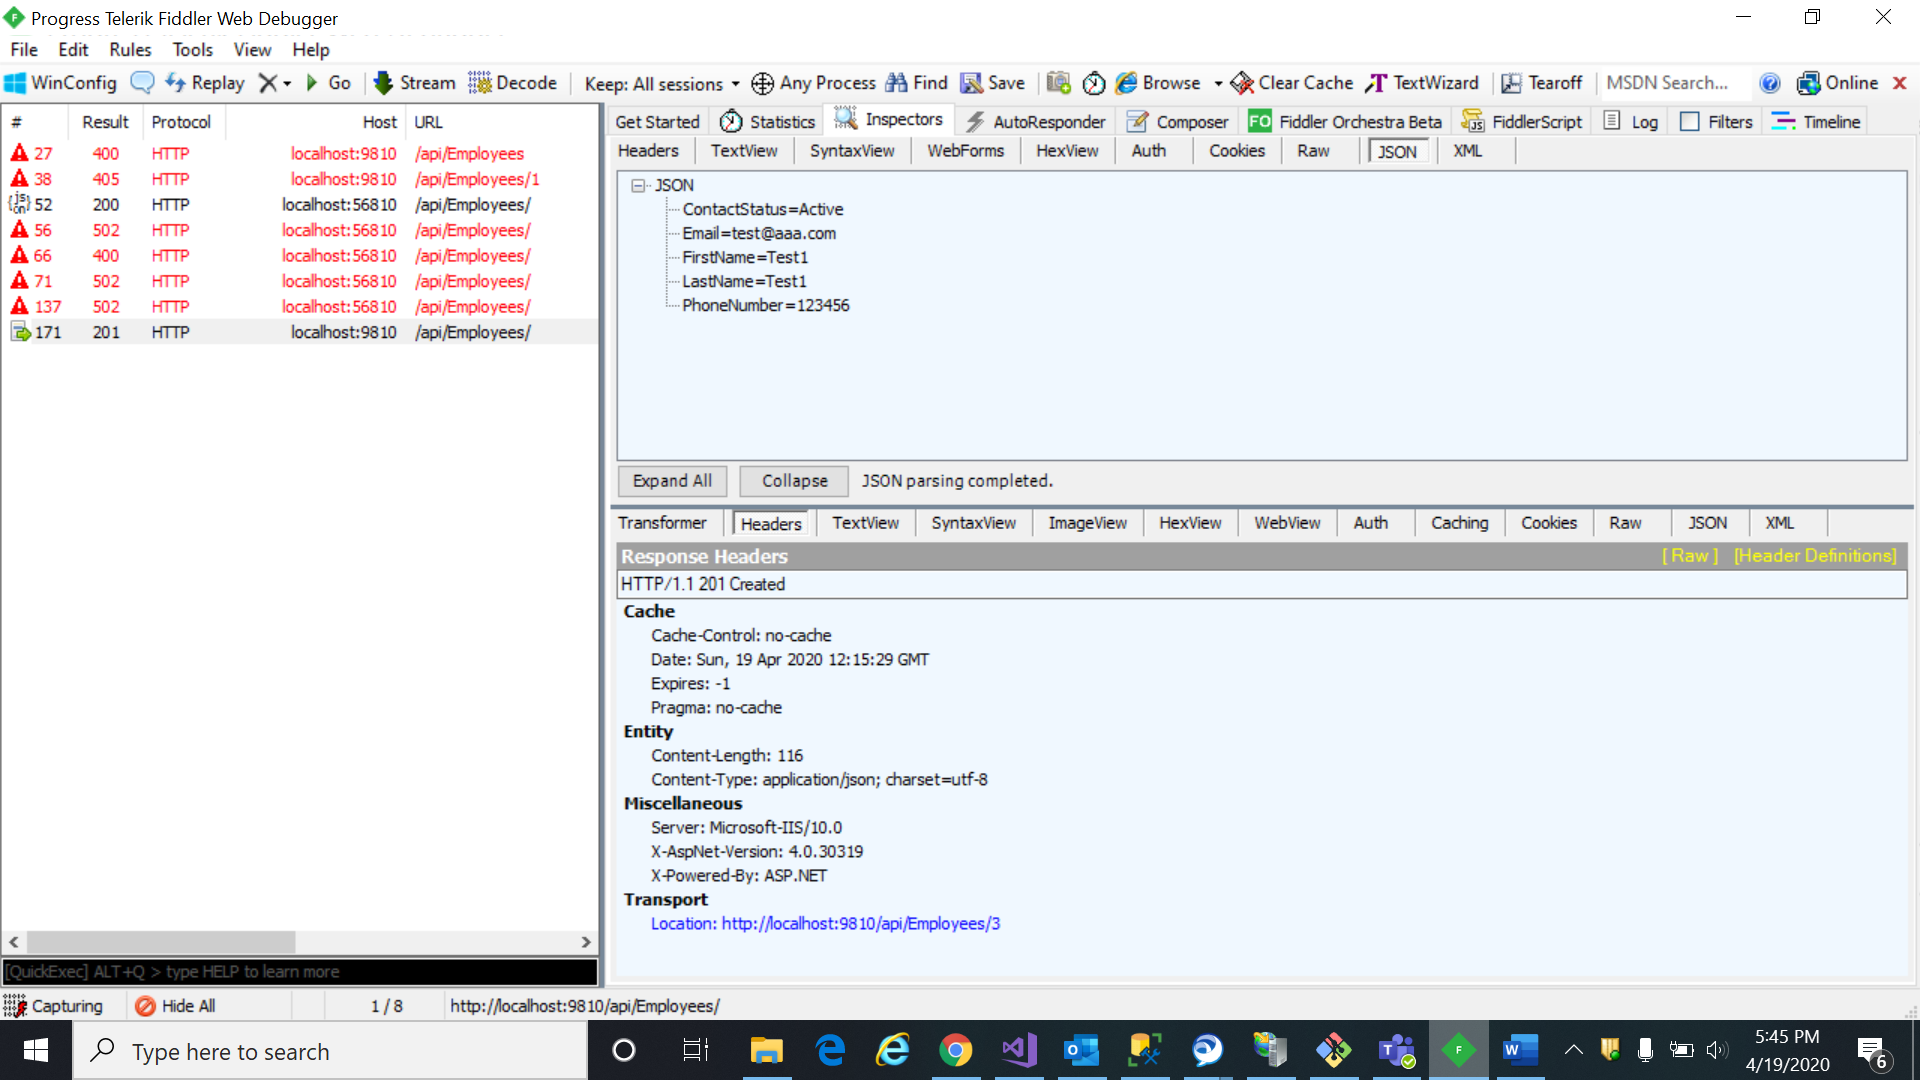 Progress Telerik Fiddler Web Debugger
File Edit Rules Tools View Help
WinConfig Replay Go Stream Decode Keep: All sessions Any Process Find Save Browse Clear Cache TextWizard Tearoff MSDN Search... Online
# Result Protocol Host URL
27 400 HTTP localhost:9810 /api/Employees
38 405 HTTP localhost:9810 /api/Employees/1
52 200 HTTP localhost:56810 /api/Employees/
56 502 HTTP localhost:56810 /api/Employees/
66 400 HTTP localhost:56810 /api/Employees/
71 502 HTTP localhost:56810 /api/Employees/
137 502 HTTP localhost:56810 /api/Employees/
171 201 HTTP localhost:9810 /api/Employees/
[QuickExec] ALT+Q > type HELP to learn more
Get Started Statistics Inspectors AutoResponder Composer FO Fiddler Orchestra Beta FiddlerScript Log Filters Timeline
Headers TextView SyntaxView WebForms HexView Auth Cookies Raw JSON XML
JSON
ContactStatus=Active
Email=test@aaa.com
FirstName=Test1
LastName=Test1
PhoneNumber=123456
Expand All Collapse JSON parsing completed.
Transformer Headers TextView SyntaxView ImageView HexView WebView Auth Caching Cookies Raw JSON XML
Response Headers [ Raw ] [Header Definitions]
HTTP/1.1 201 Created
Cache
Cache-Control: no-cache
Date: Sun, 19 Apr 2020 12:15:29 GMT
Expires: -1
Pragma: no-cache
Entity
Content-Length: 116
Content-Type: application/json; charset=utf-8
Miscellaneous
Server: Microsoft-IIS/10.0
X-AspNet-Version: 4.0.30319
X-Powered-By: ASP.NET
Transport
Location: http://localhost:9810/api/Employees/3
Capturing Hide All 1 / 8 http://localhost:9810/api/Employees/
Type here to search
5:45 PM
4/19/2020
6